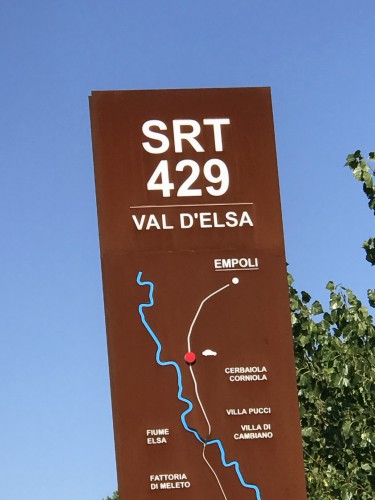 SRT
429
VAL D'ELSA
EMPOLI
CERBAIOLA
CORNIOLA
VILLA PUCCI
FIUME
ELSA
VILLA DI
CAMBIANO
FATTORIA
DI MELETO